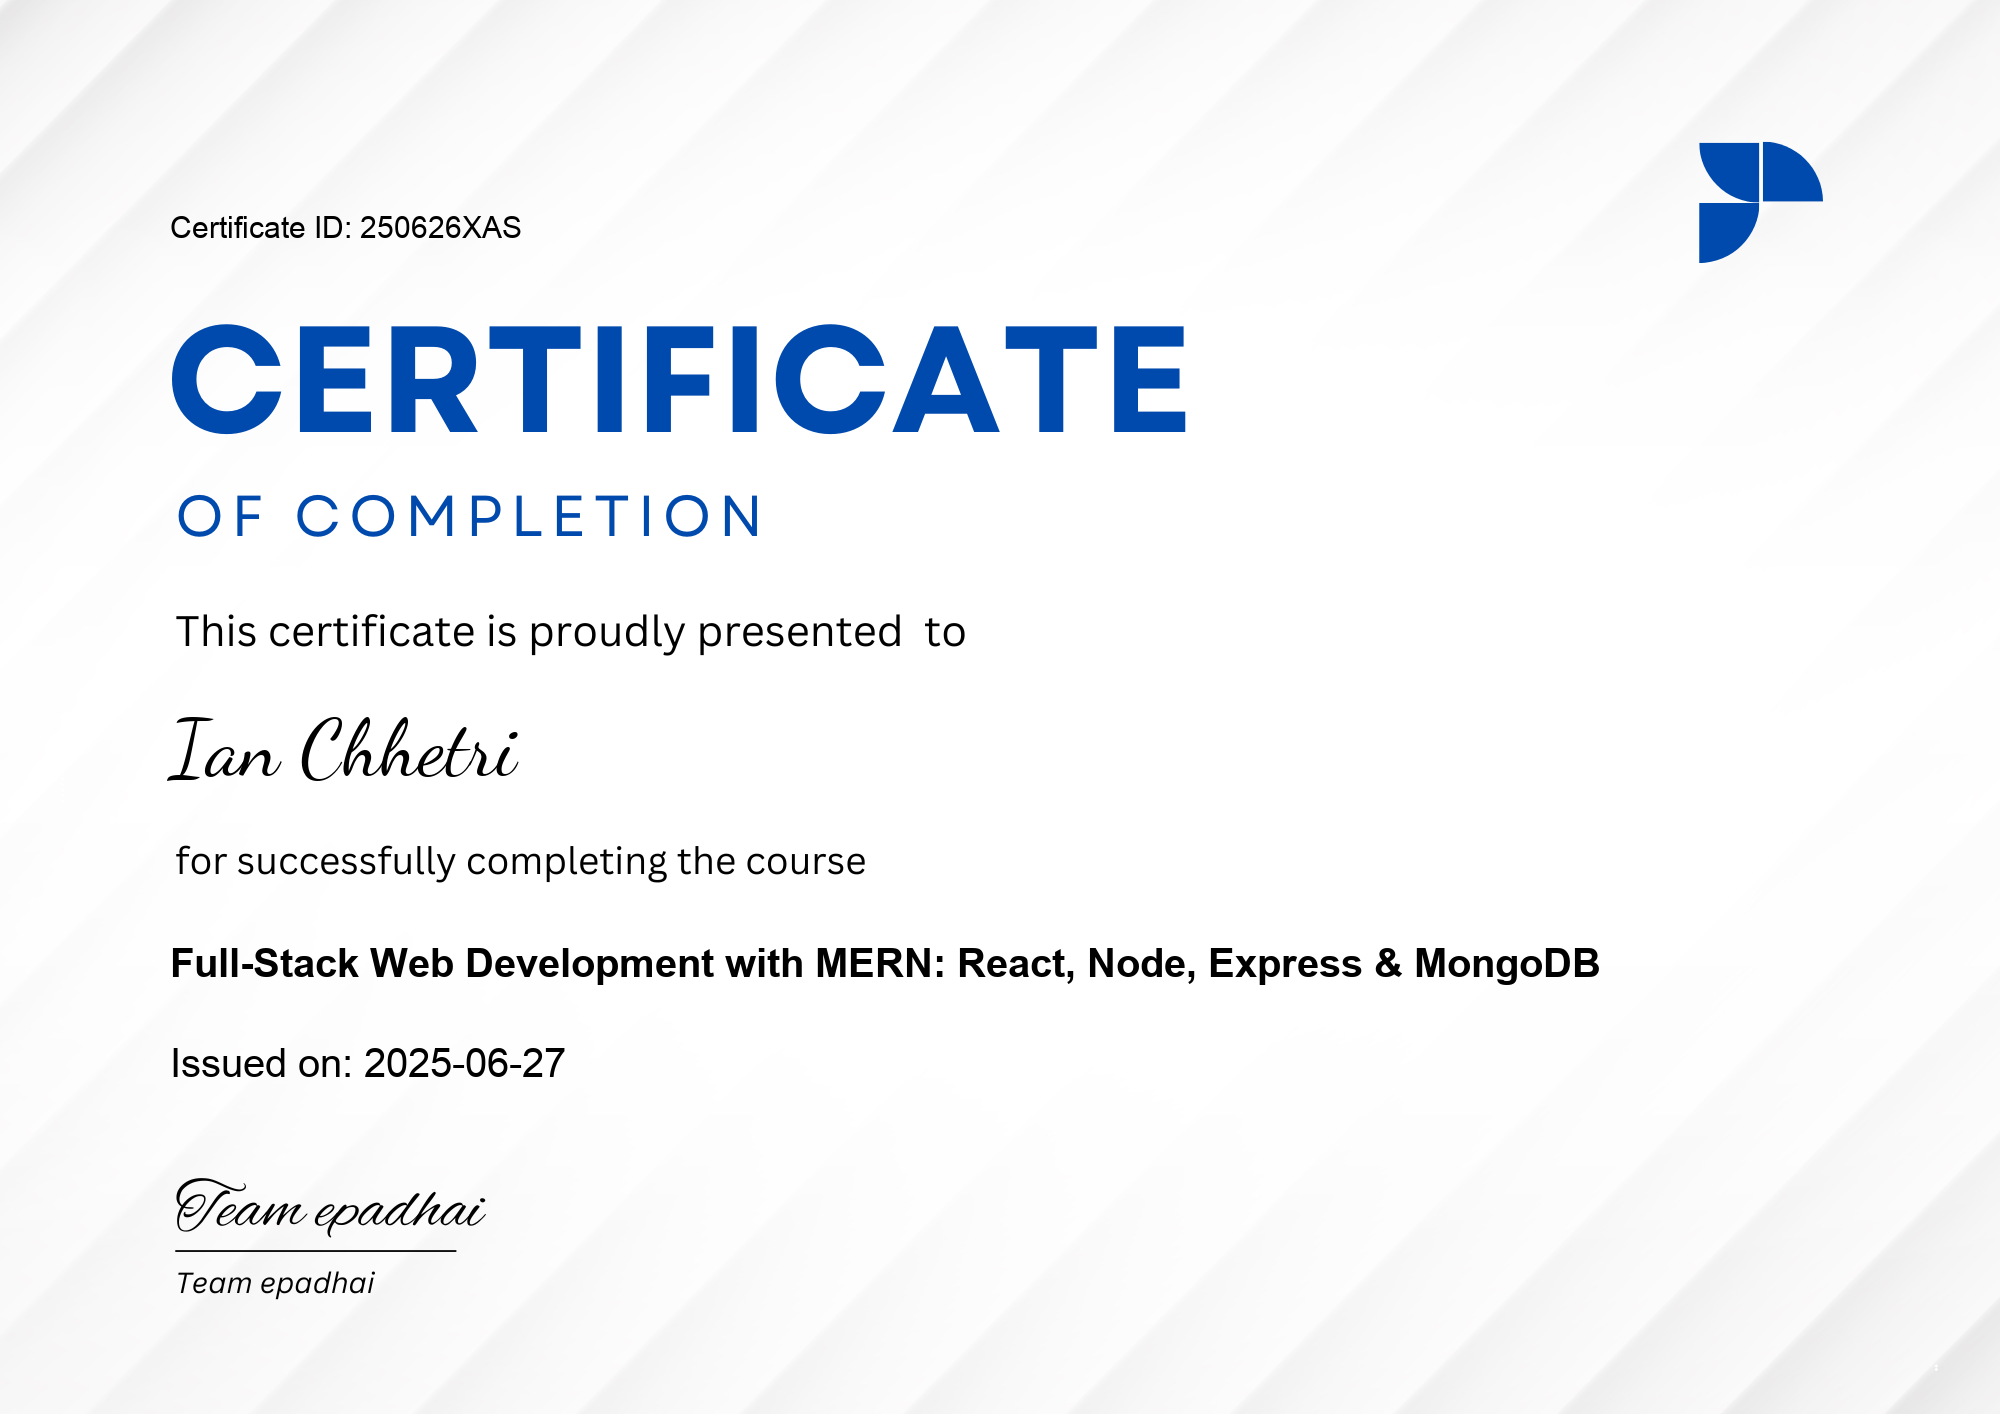 Certificate ID: 250626XAS
CERTIFICATE
OF COMPLETION
This certificate is proudly presented to
Ian Chhetri
for successfully completing the course
Full-Stack Web Development with MERN: React, Node, Express & MongoDB
Issued on: 2025-06-27
Team epadhai
Team epadhai